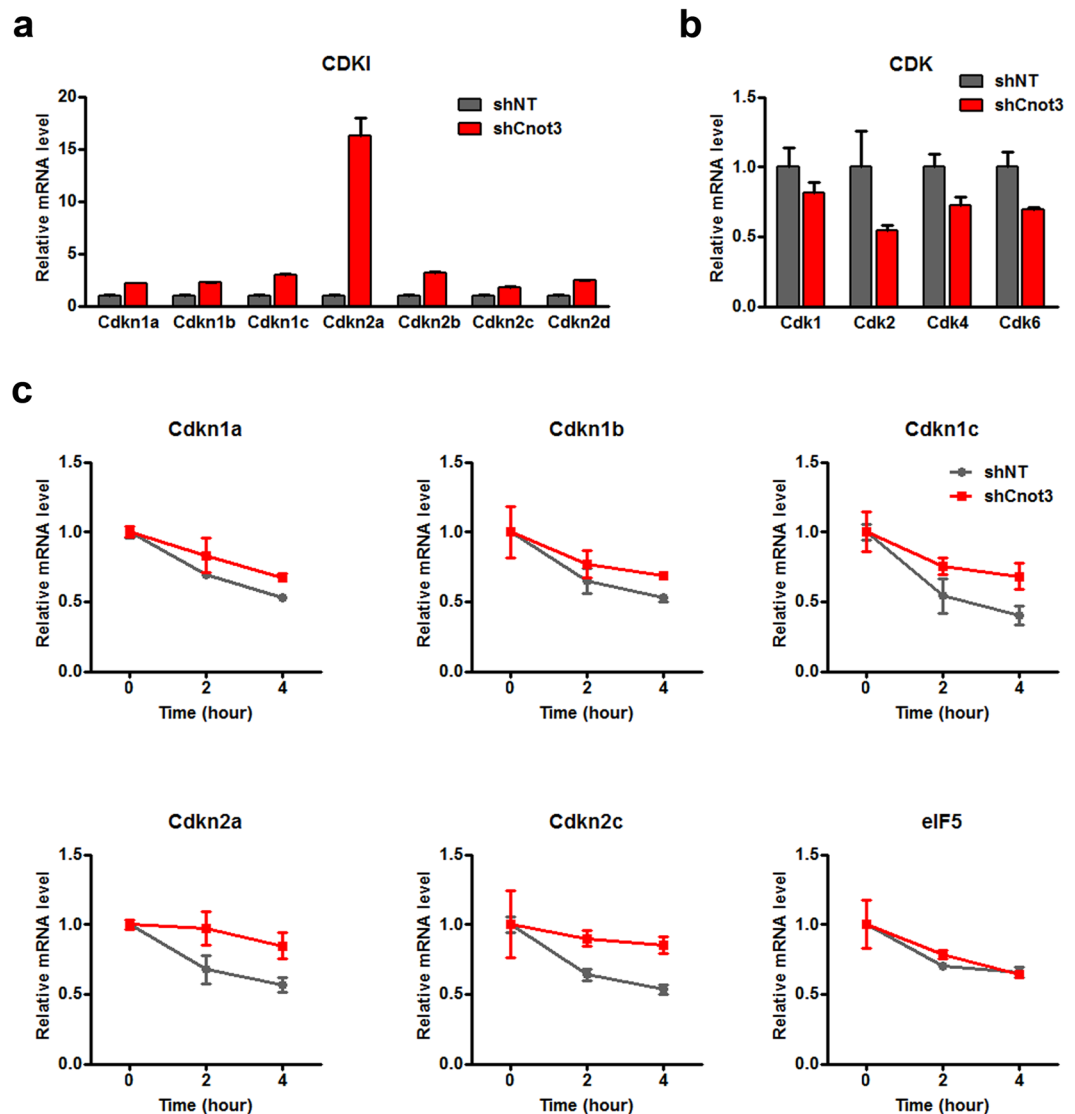 a
CDKI
Relative mRNA level
20
15
10
5
0
shNT
shCnot3
Cdkn1a Cdkn1b Cdkn1c Cdkn2a Cdkn2b Cdkn2c Cdkn2d
b
CDK
Relative mRNA level
1.5
1.0
0.5
0.0
shNT
shCnot3
Cdk1 Cdk2 Cdk4 Cdk6
c
Cdkn1a
Relative mRNA level
1.5
1.0
0.5
0.0
0 2 4
Time (hour)
Cdkn1b
Relative mRNA level
1.5
1.0
0.5
0.0
0 2 4
Time (hour)
Cdkn1c
Relative mRNA level
1.5
1.0
0.5
0.0
shNT
shCnot3
0 2 4
Time (hour)
Cdkn2a
Relative mRNA level
1.5
1.0
0.5
0.0
0 2 4
Time (hour)
Cdkn2c
Relative mRNA level
1.5
1.0
0.5
0.0
0 2 4
Time (hour)
eIF5
Relative mRNA level
1.5
1.0
0.5
0.0
0 2 4
Time (hour)